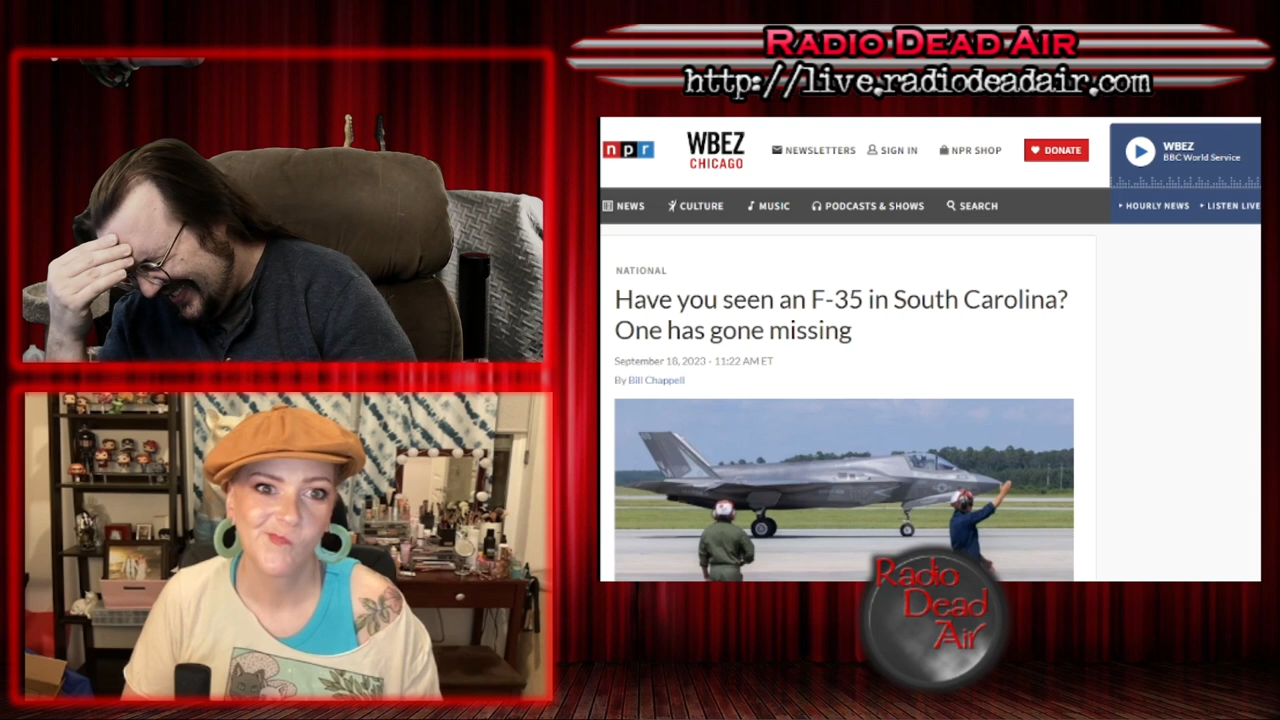 Radio Dead Air
http://live.radiodeadair.com
npr
WBEZ
CHICAGO
NEWSLETTERS
SIGN IN
NPR SHOP
DONATE
WBEZ
BBC World Service
NEWS
CULTURE
MUSIC
PODCASTS & SHOWS
SEARCH
HOURLY NEWS
LISTEN LIVE
NATIONAL
Have you seen an F-35 in South Carolina?
One has gone missing
September 18, 2023 · 11:22 AM ET
By Bill Chappell
Radio
Dead
Air